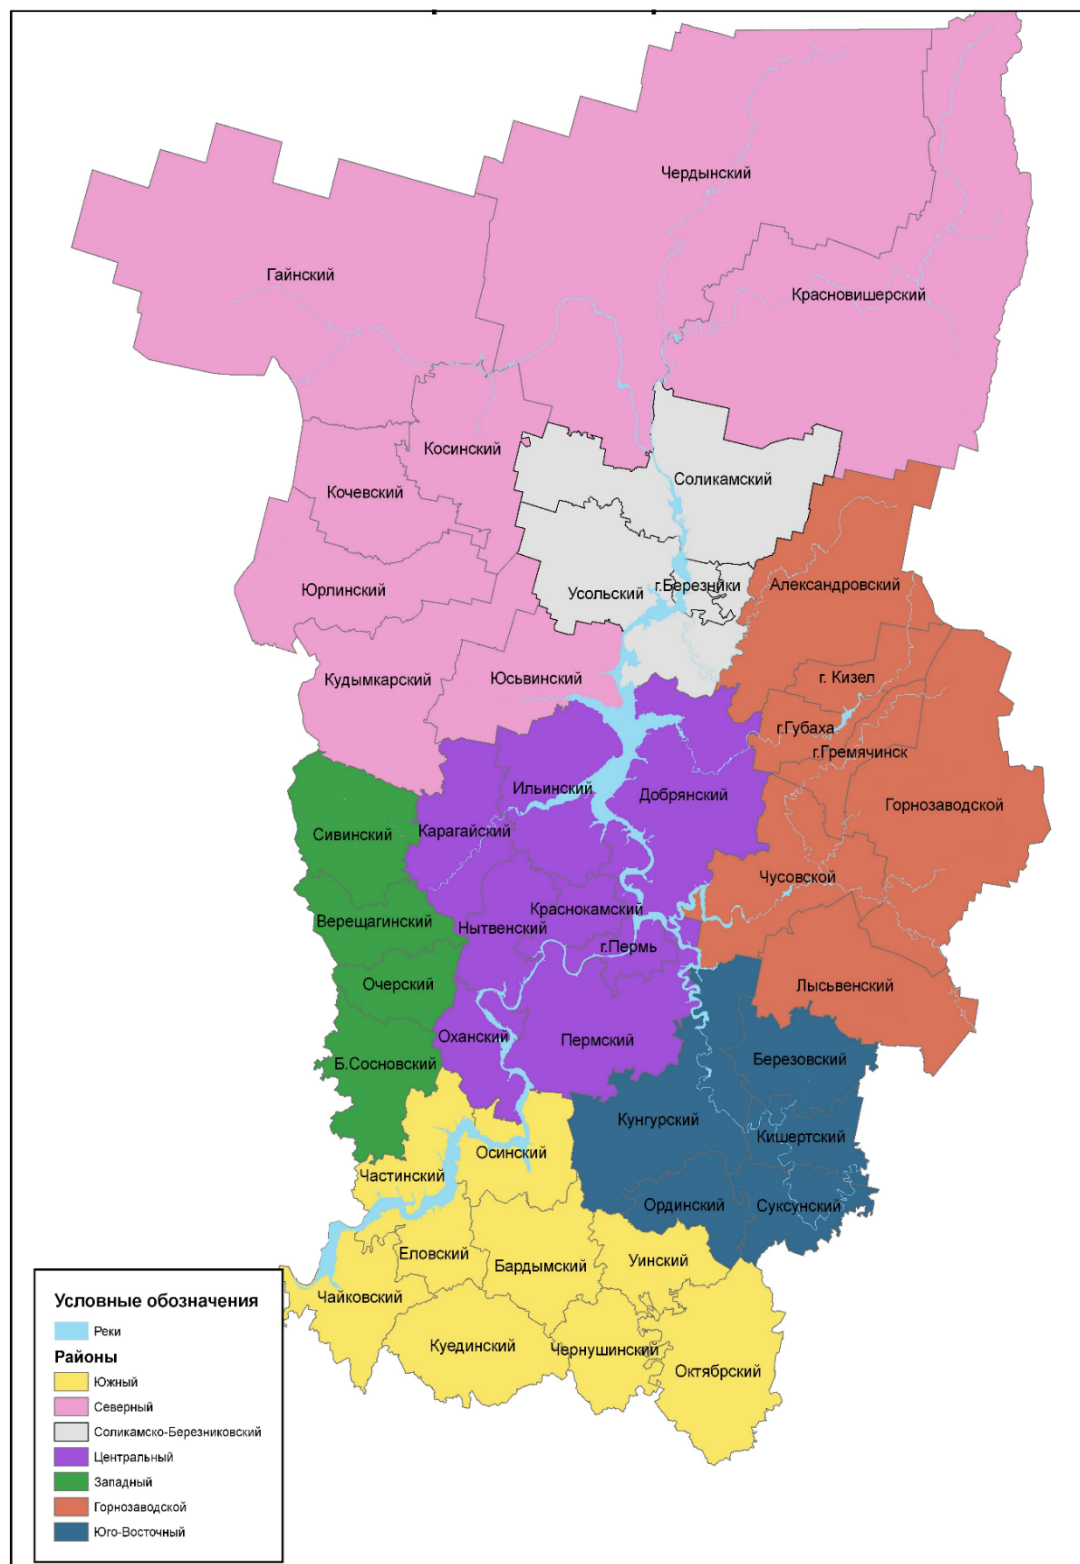 Чердынский
Гайнский
Красновишерский
Косинский
Соликамский
Кочевский
г.Березники
Александровский
Юрлинский
Усольский
Кудымкарский
Юсьвинский
г. Кизел
г.Губаха
г.Гремячинск
Ильинский
Добрянский
Горнозаводской
Сивинский
Карагайский
Чусовской
Краснокамский
Верещагинский
Нытвенский
г.Пермь
Очерский
Лысьвенский
Оханский
Пермский
Б.Сосновский
Березовский
Кунгурский
Кишертский
Осинский
Частинский
Ординский
Суксунский
Еловский
Бардымский
Уинский
Чайковский
Куединский
Чернушинский
Октябрский
Условные обозначения
Реки
Районы
Южный
Северный
Соликамско-Березниковский
Центральный
Западный
Горнозаводской
Юго-Восточный